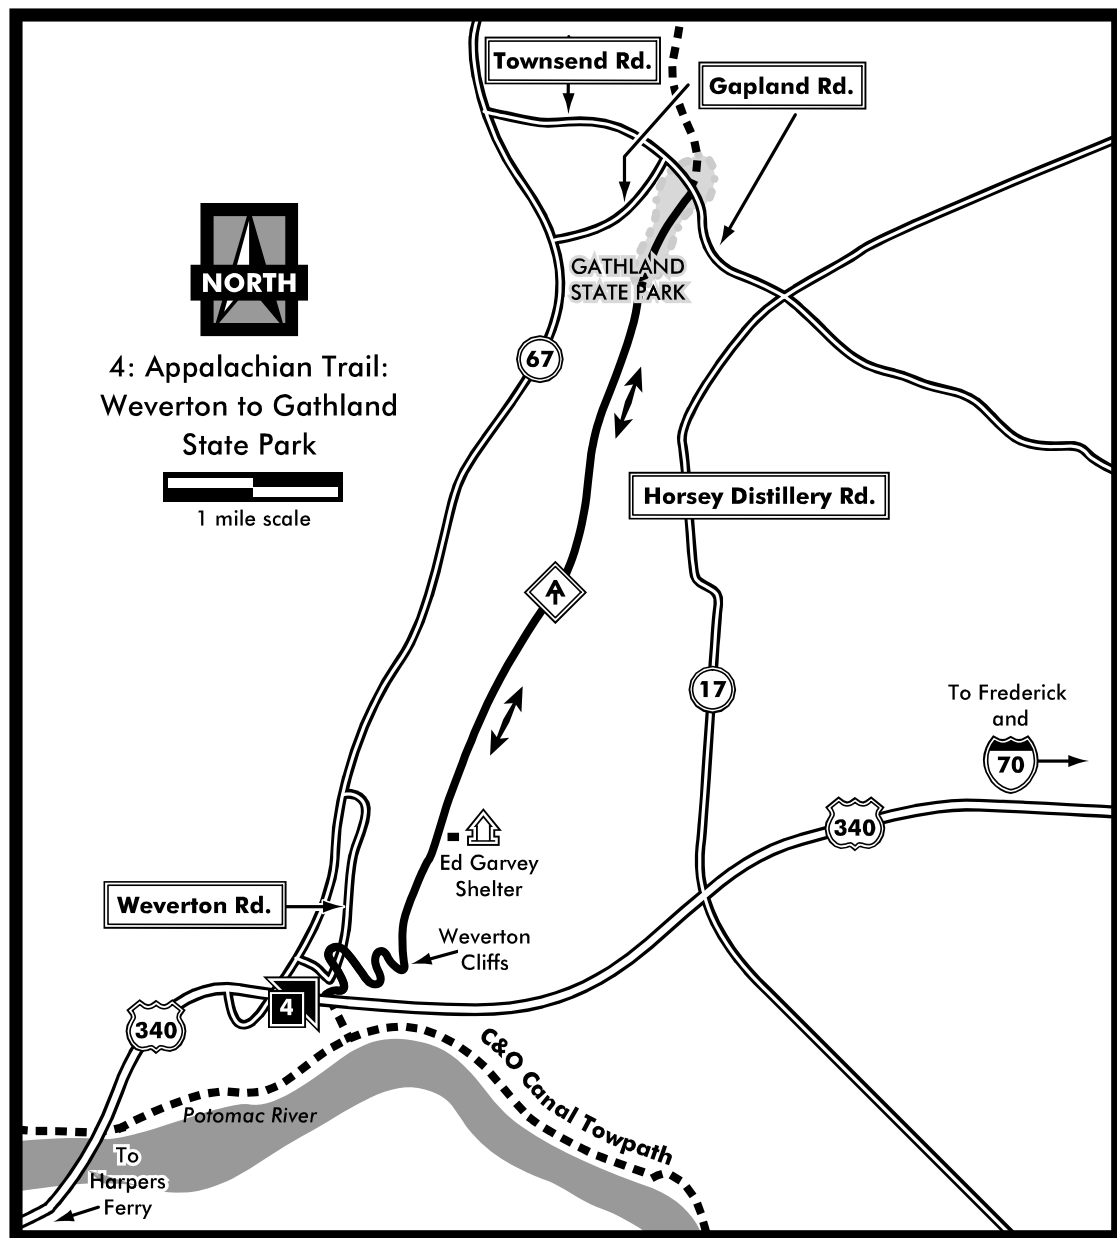 Townsend Rd.
Gapland Rd.
NORTH
GATHLAND
STATE PARK
67
4: Appalachian Trail:
Weverton to Gathland
State Park
1 mile scale
Horsey Distillery Rd.
AT
17
To Frederick
and
70
340
Ed Garvey
Shelter
Weverton Rd.
Weverton
Cliffs
4
340
C&O Canal Towpath
Potomac River
To
Harpers
Ferry